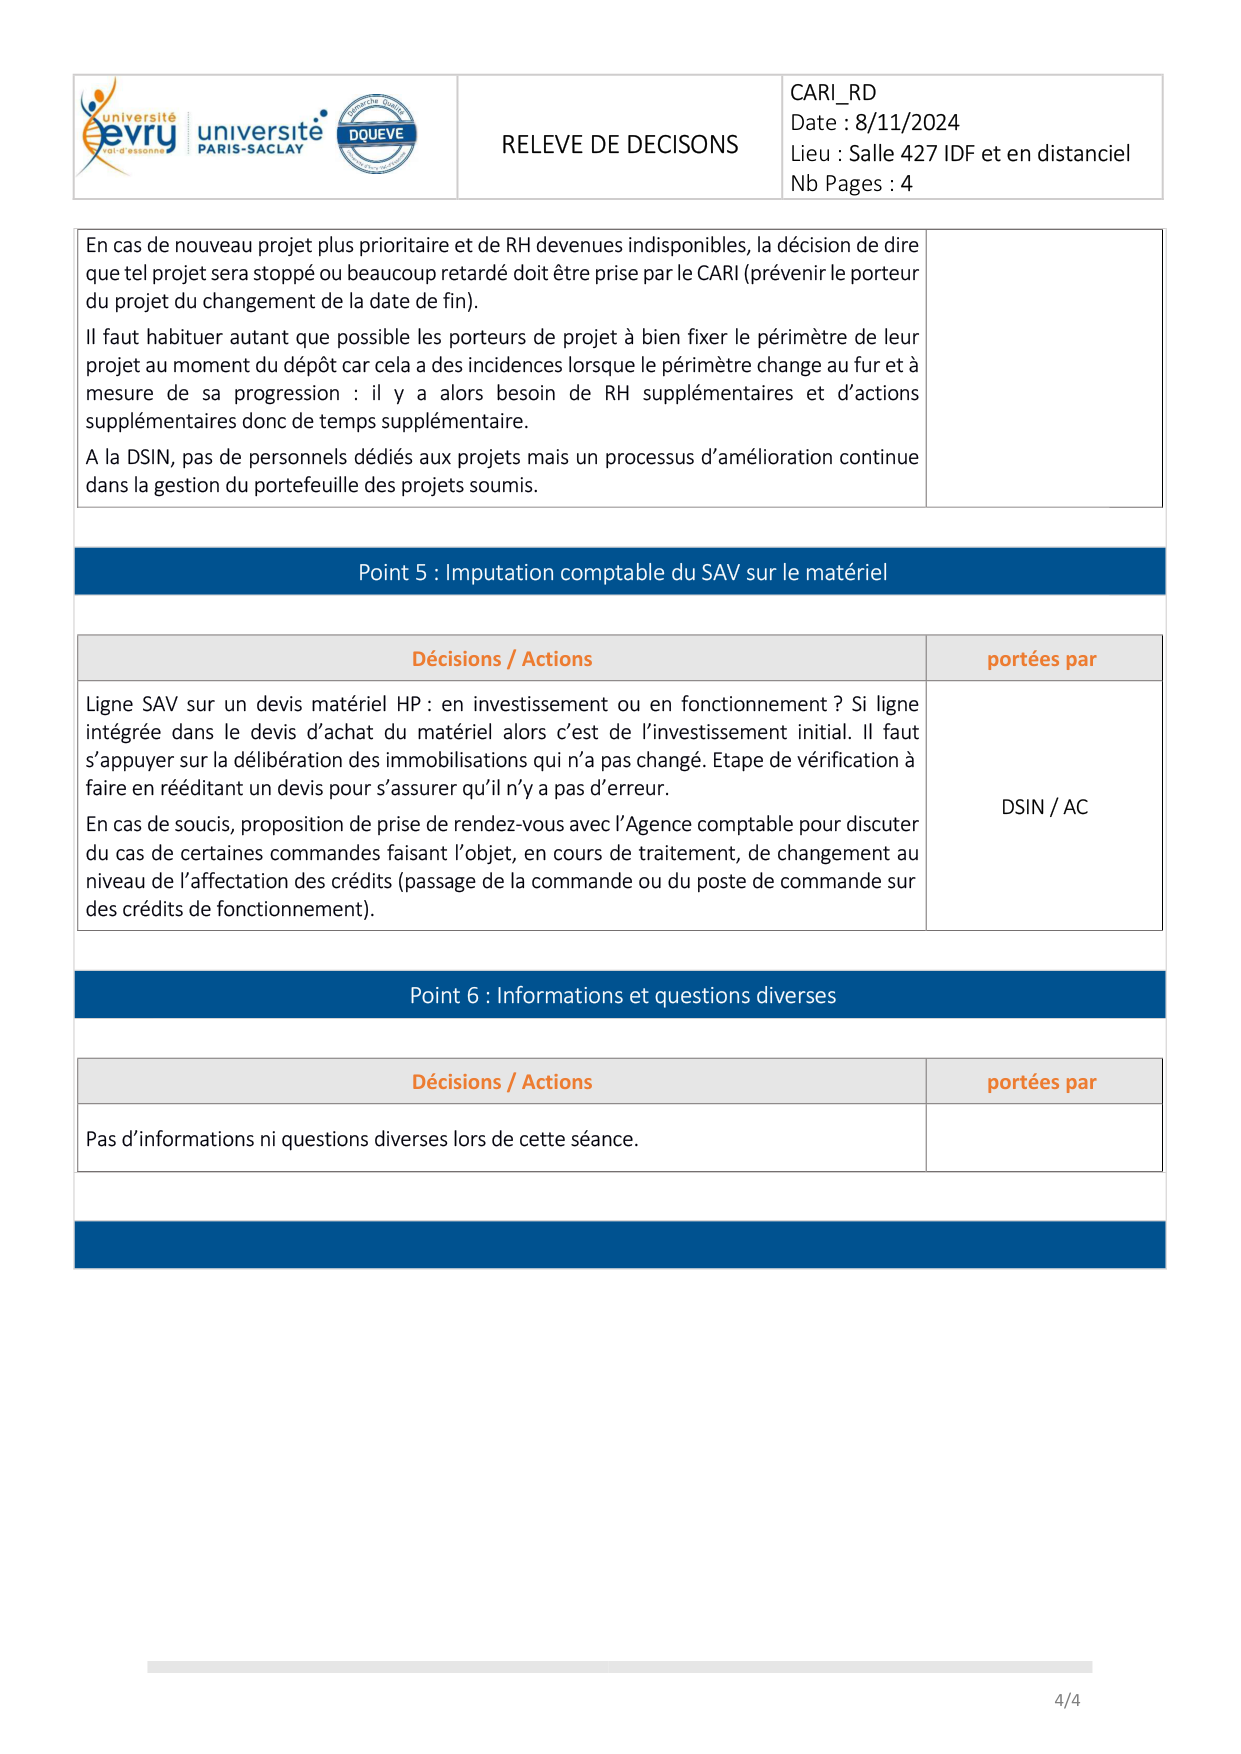 université
evry
val-d'essonne
université
PARIS-SACLAY
Démarche Qualité
DQUEVE
RELEVE DE DECISONS
CARI_RD
Date : 8/11/2024
Lieu : Salle 427 IDF et en distanciel
Nb Pages : 4
En cas de nouveau projet plus prioritaire et de RH devenues indisponibles, la décision de dire
que tel projet sera stoppé ou beaucoup retardé doit être prise par le CARI (prévenir le porteur
du projet du changement de la date de fin).
Il faut habituer autant que possible les porteurs de projet à bien fixer le périmètre de leur
projet au moment du dépôt car cela a des incidences lorsque le périmètre change au fur et à
mesure de sa progression : il y a alors besoin de RH supplémentaires et d’actions
supplémentaires donc de temps supplémentaire.
A la DSIN, pas de personnels dédiés aux projets mais un processus d’amélioration continue
dans la gestion du portefeuille des projets soumis.
Point 5 : Imputation comptable du SAV sur le matériel
Décisions / Actions
portées par
Ligne SAV sur un devis matériel HP : en investissement ou en fonctionnement ? Si ligne
intégrée dans le devis d’achat du matériel alors c’est de l’investissement initial. Il faut
s’appuyer sur la délibération des immobilisations qui n’a pas changé. Etape de vérification à
faire en rééditant un devis pour s’assurer qu’il n’y a pas d’erreur.
En cas de soucis, proposition de prise de rendez-vous avec l’Agence comptable pour discuter
du cas de certaines commandes faisant l’objet, en cours de traitement, de changement au
niveau de l’affectation des crédits (passage de la commande ou du poste de commande sur
des crédits de fonctionnement).
DSIN / AC
Point 6 : Informations et questions diverses
Décisions / Actions
portées par
Pas d’informations ni questions diverses lors de cette séance.
4/4